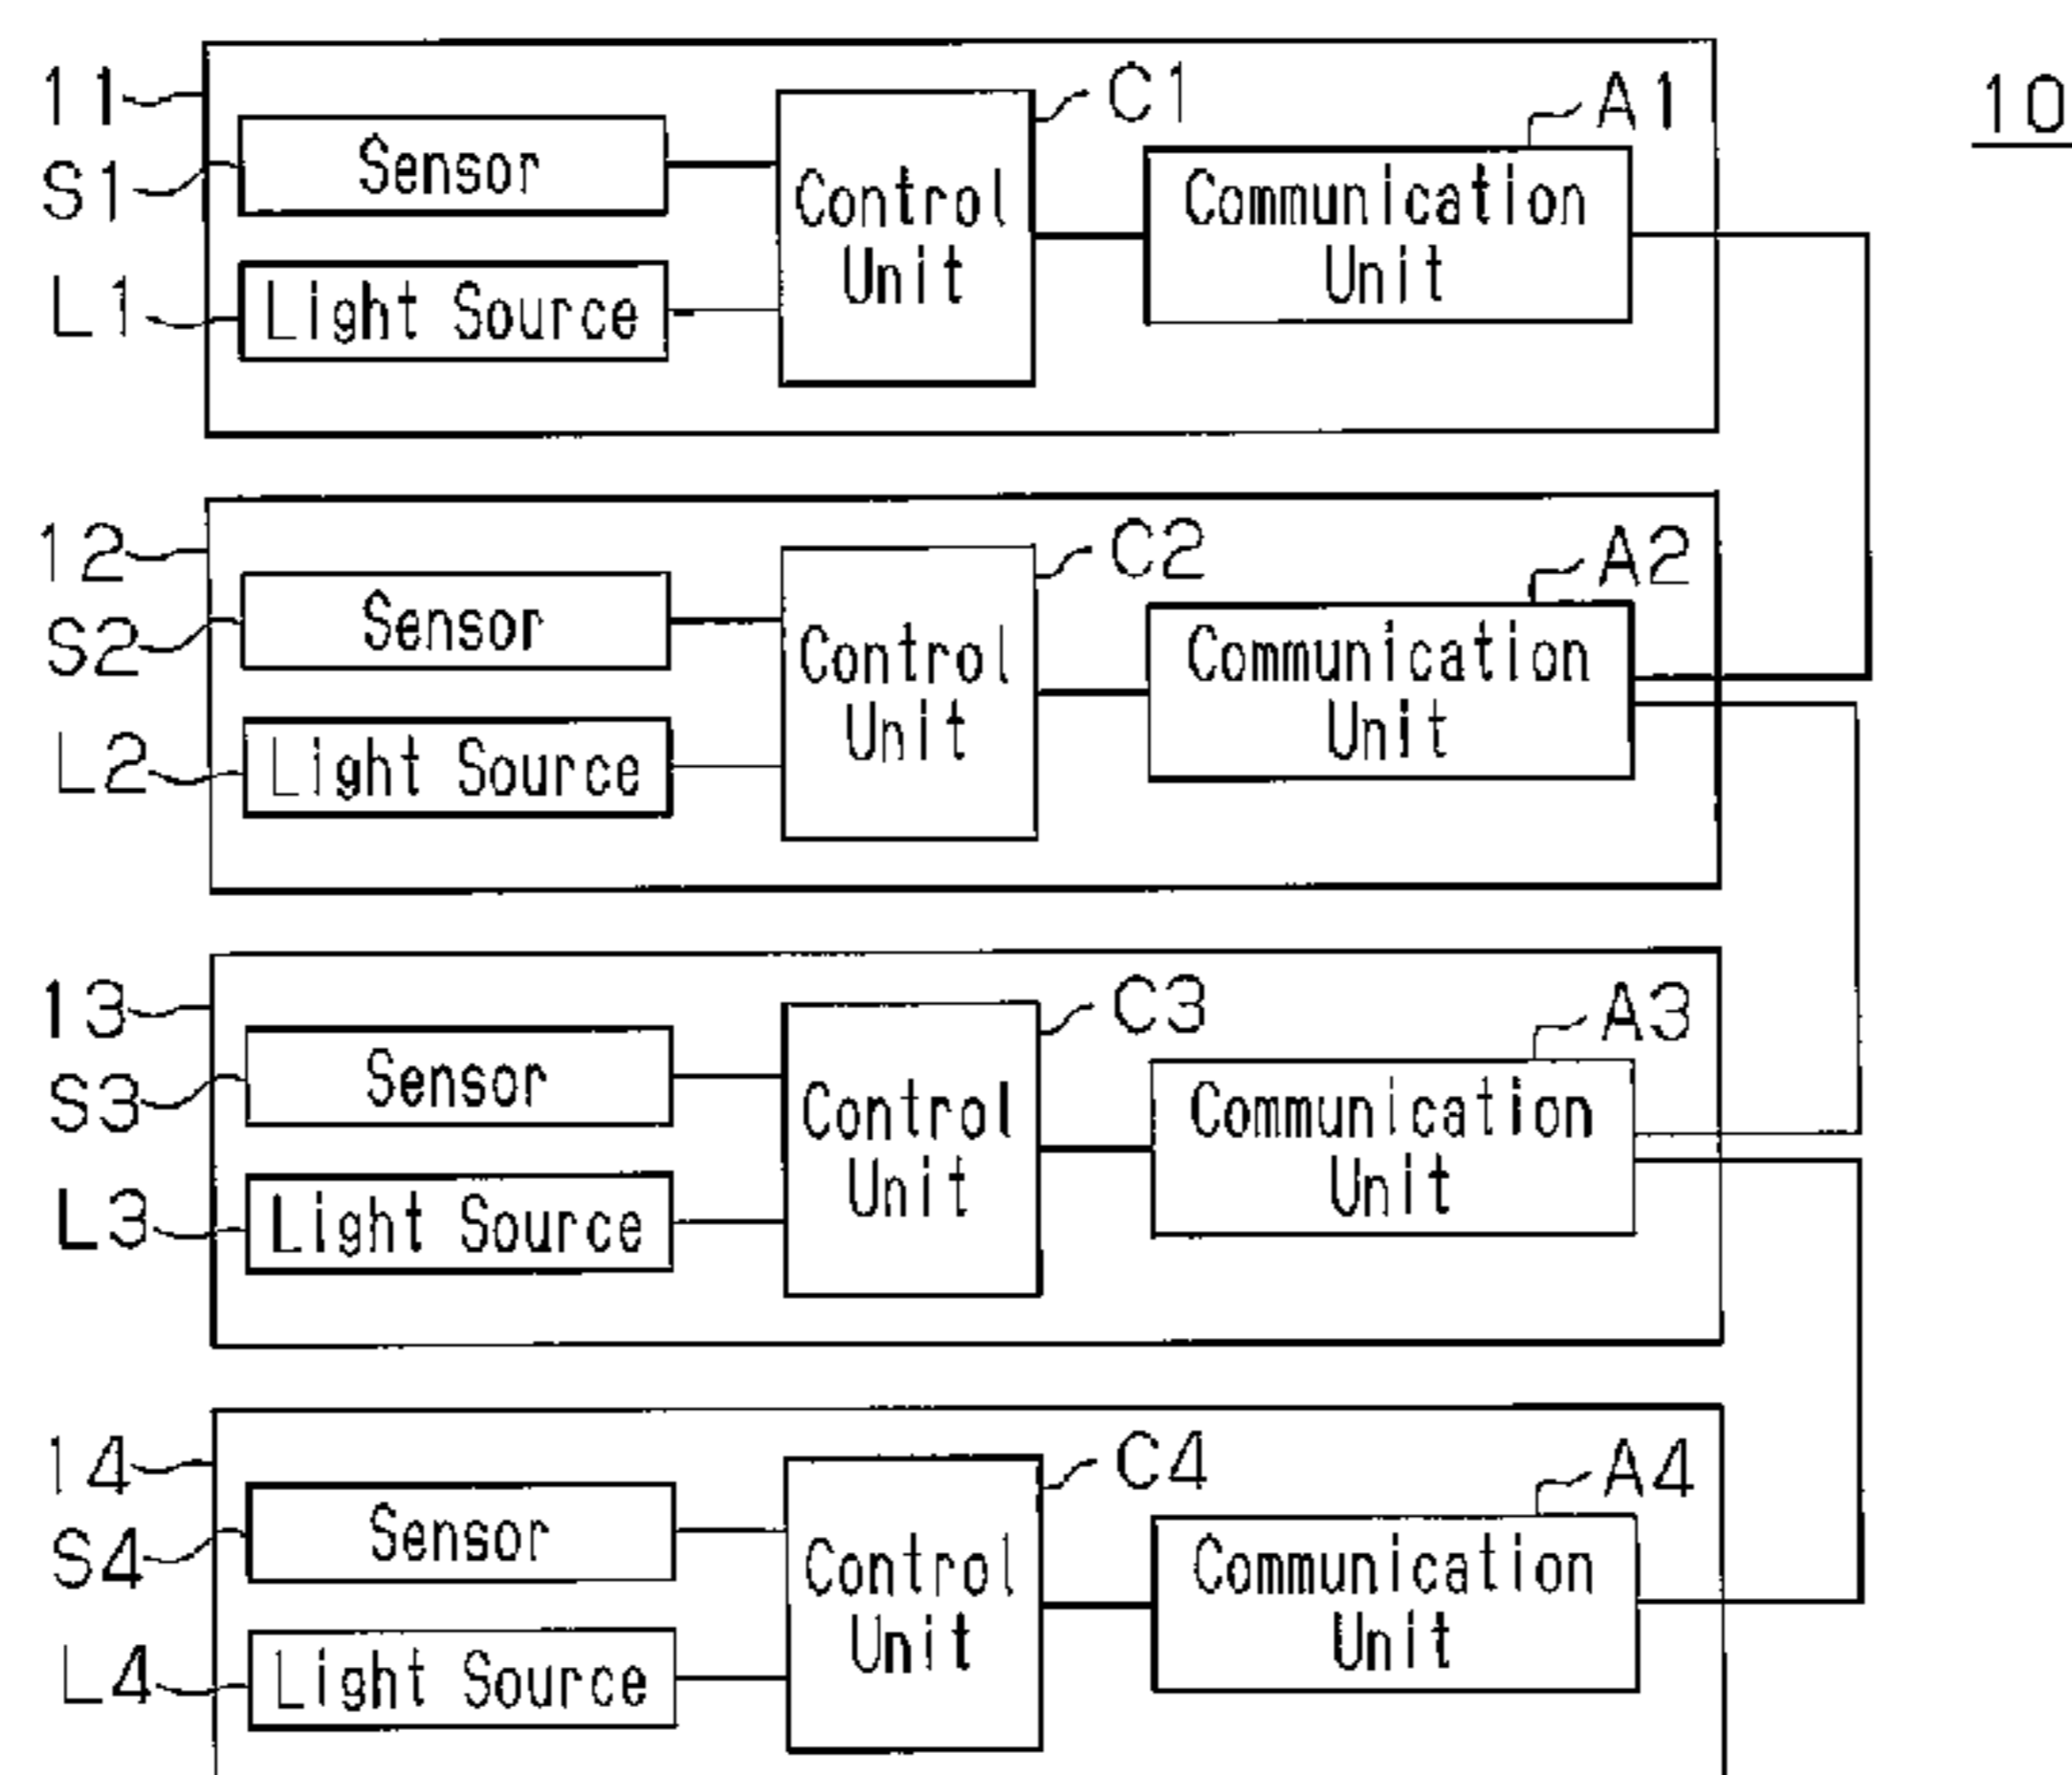 10
11
C1
A1
S1
Sensor
Control
Unit
Communication
Unit
L1
Light Source
12
C2
A2
S2
Sensor
Control
Unit
Communication
Unit
L2
Light Source
13
C3
A3
S3
Sensor
Control
Unit
Communication
Unit
L3
Light Source
14
C4
A4
S4
Sensor
Control
Unit
Communication
Unit
L4
Light Source